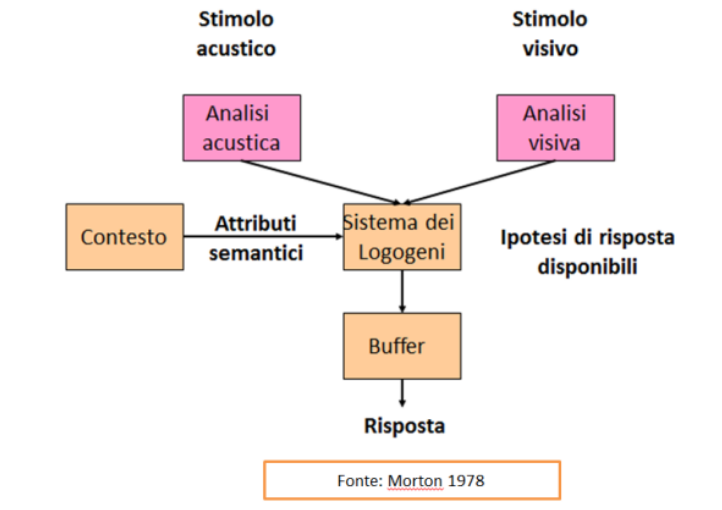 Stimolo
acustico
Stimolo
visivo
Analisi
acustica
Analisi
visiva
Contesto
Attributi
semantici
Sistema dei
Logogeni
Ipotesi di risposta
disponibili
Buffer
Risposta
Fonte: Morton 1978